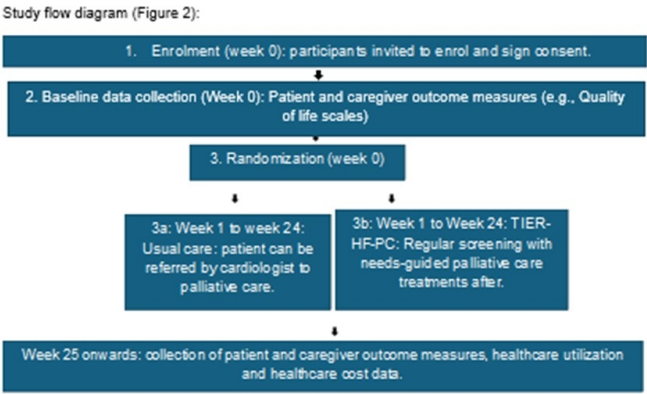 Study flow diagram (Figure 2):
1. Enrolment (week 0): participants invited to enrol and sign consent.
2. Baseline data collection (Week 0): Patient and caregiver outcome measures (e.g., Quality
of life scales)
3. Randomization (week 0)
3a: Week 1 to week 24:
Usual care: patient can be
referred by cardiologist to
palliative care.
3b: Week 1 to Week 24: TIER-
HF-PC: Regular screening with
needs-guided palliative care
treatments after.
Week 25 onwards: collection of patient and caregiver outcome measures, healthcare utilization
and healthcare cost data.